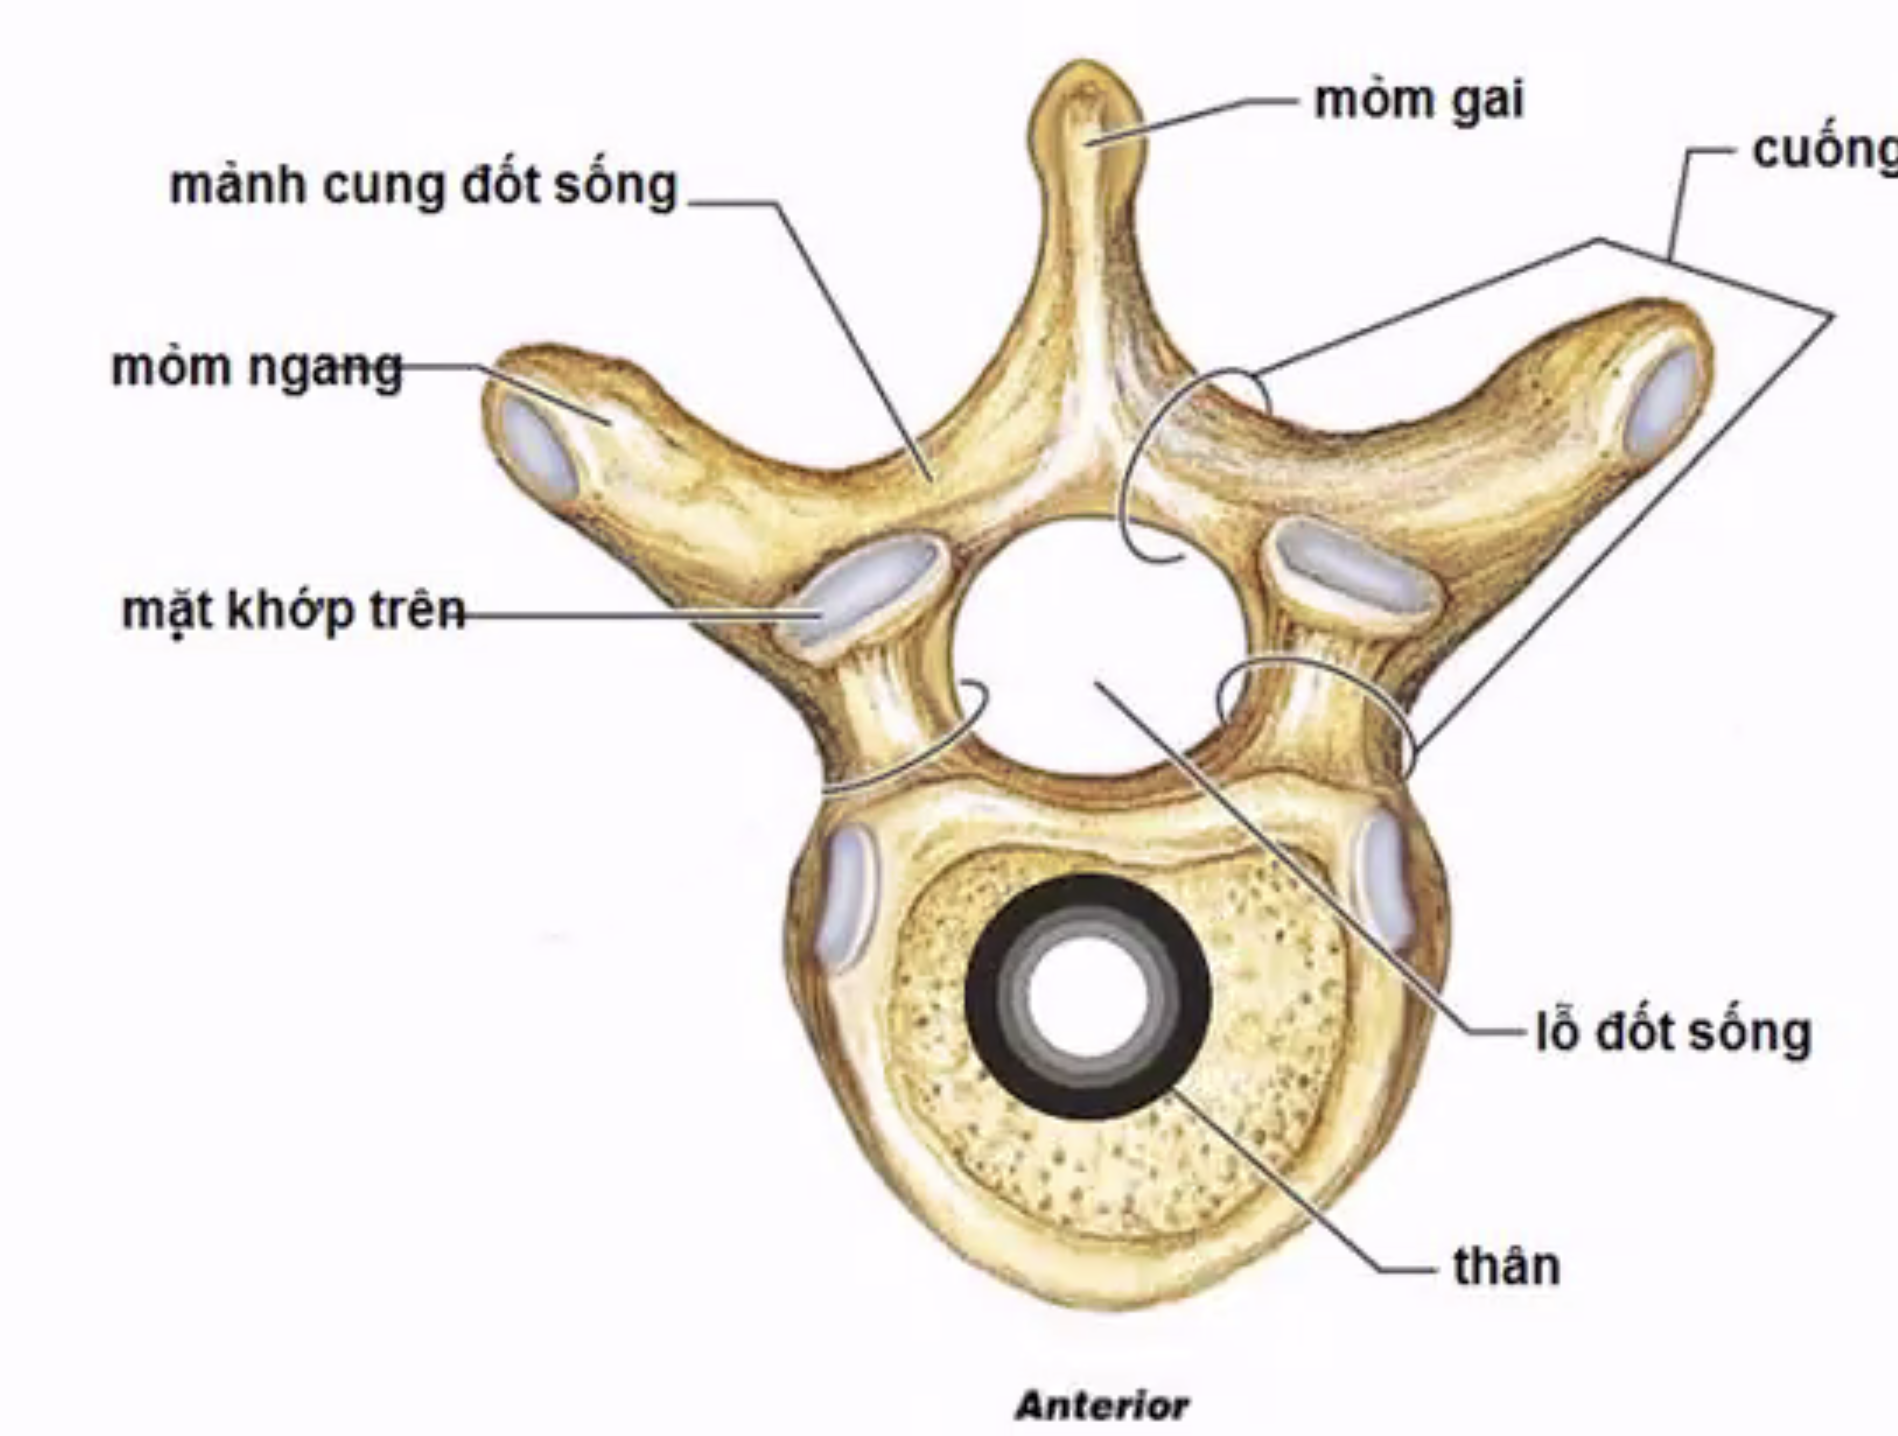 mỏm gai
cuống
mảnh cung đốt sống
mỏm ngang
mặt khớp trên
lỗ đốt sống
thân
Anterior